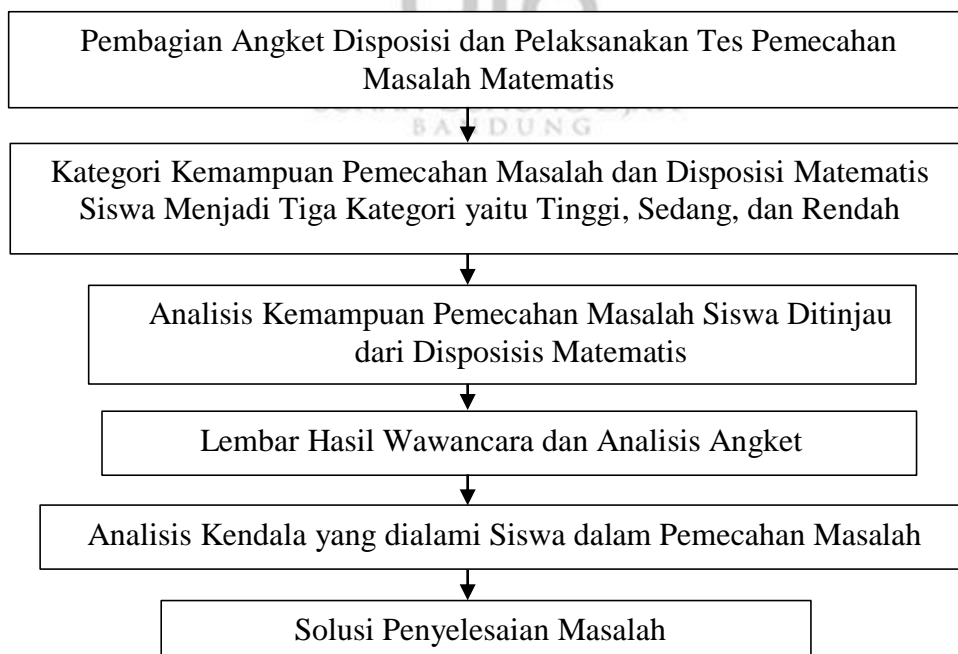 Pembagian Angket Disposisi dan Pelaksanakan Tes Pemecahan
Masalah Matematis
BANDUNG
Kategori Kemampuan Pemecahan Masalah dan Disposisi Matematis
Siswa Menjadi Tiga Kategori yaitu Tinggi, Sedang, dan Rendah
Analisis Kemampuan Pemecahan Masalah Siswa Ditinjau
dari Disposisis Matematis
Lembar Hasil Wawancara dan Analisis Angket
Analisis Kendala yang dialami Siswa dalam Pemecahan Masalah
Solusi Penyelesaian Masalah